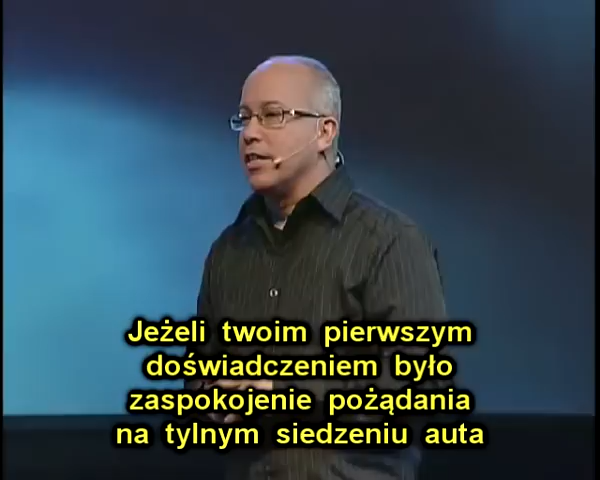 Jeżeli twoim pierwszym
doświadczeniem było
zaspokojenie pożądania
na tylnym siedzeniu auta